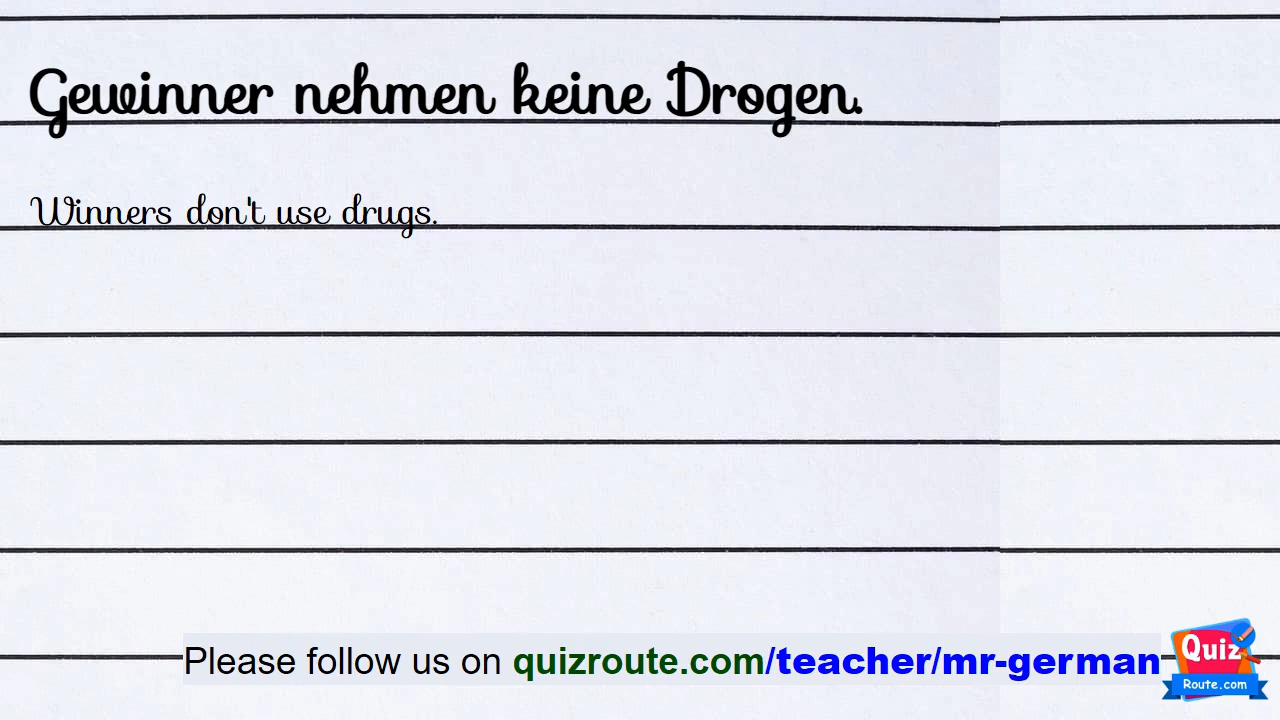 Gewinner nehmen keine Drogen.
Winners don't use drugs.
Please follow us on quizroute.com/teacher/mr-german
Quiz
Route.com